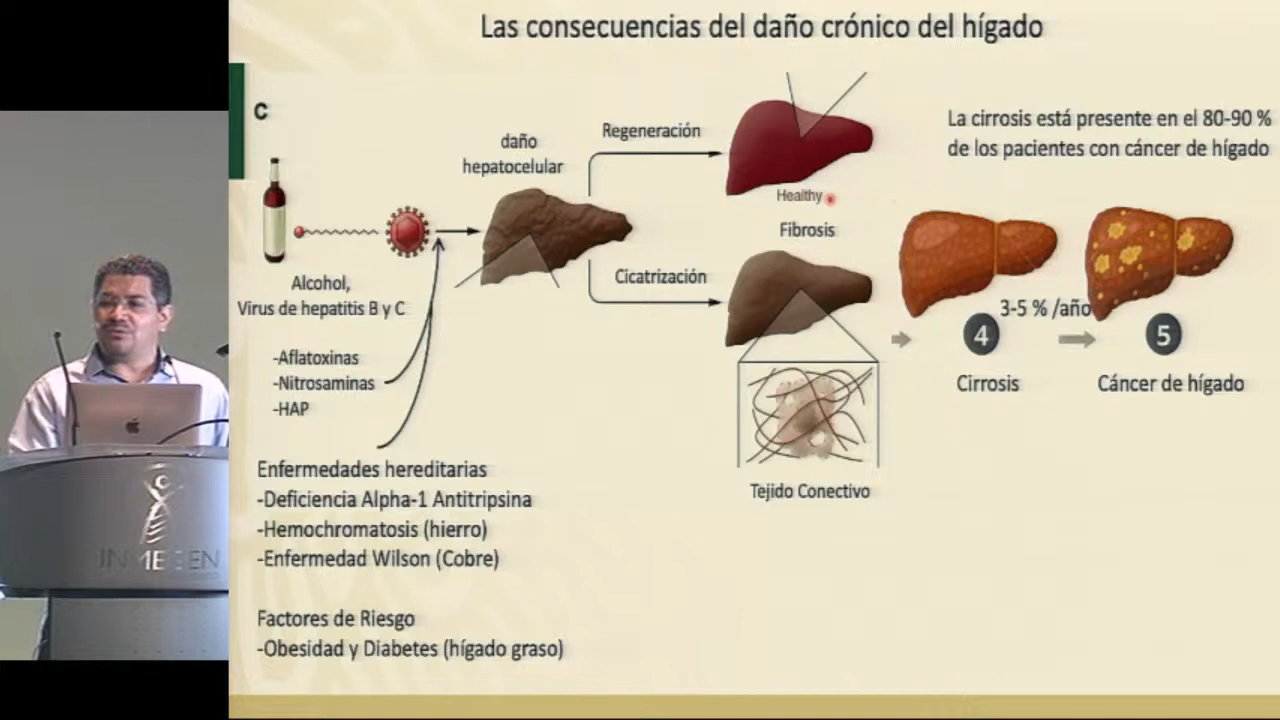 Las consecuencias del daño crónico del hígado
C
daño
hepatocelular
Regeneración
Healthy
La cirrosis está presente en el 80-90 %
de los pacientes con cáncer de hígado
Fibrosis
Cicatrización
Alcohol,
Virus de hepatitis B y C
-Aflatoxinas
-Nitrosaminas
-HAP
3-5 % /año
4
5
Cirrosis
Cáncer de hígado
Tejido Conectivo
Enfermedades hereditarias
-Deficiencia Alpha-1 Antitripsina
-Hemochromatosis (hierro)
-Enfermedad Wilson (Cobre)
Factores de Riesgo
-Obesidad y Diabetes (hígado graso)
INMEGEN